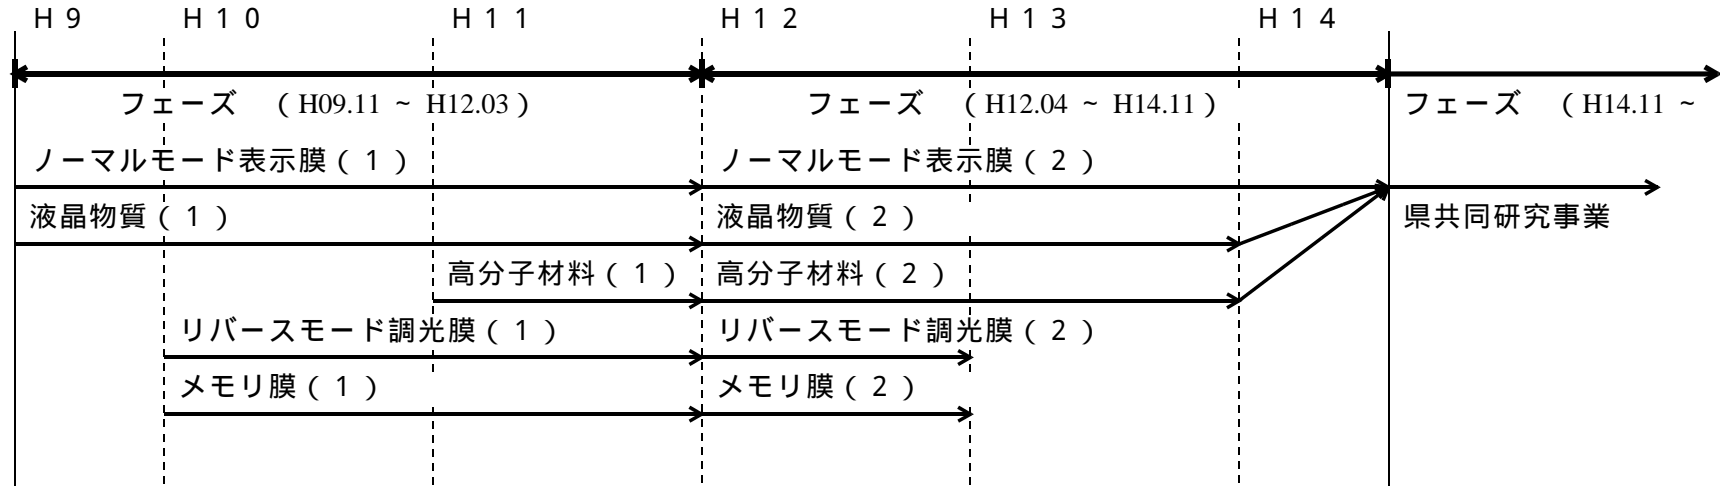 H9 H10 H11 H12 H13 H14
フェーズ （H09.11 ~ H12.03） フェーズ （H12.04 ~ H14.11） フェーズ （H14.11 ~
ノーマルモード表示膜（1） ノーマルモード表示膜（2）
液晶物質（1） 液晶物質（2） 県共同研究事業
高分子材料（1） 高分子材料（2）
リバースモード調光膜（1） リバースモード調光膜（2）
メモリ膜（1） メモリ膜（2）